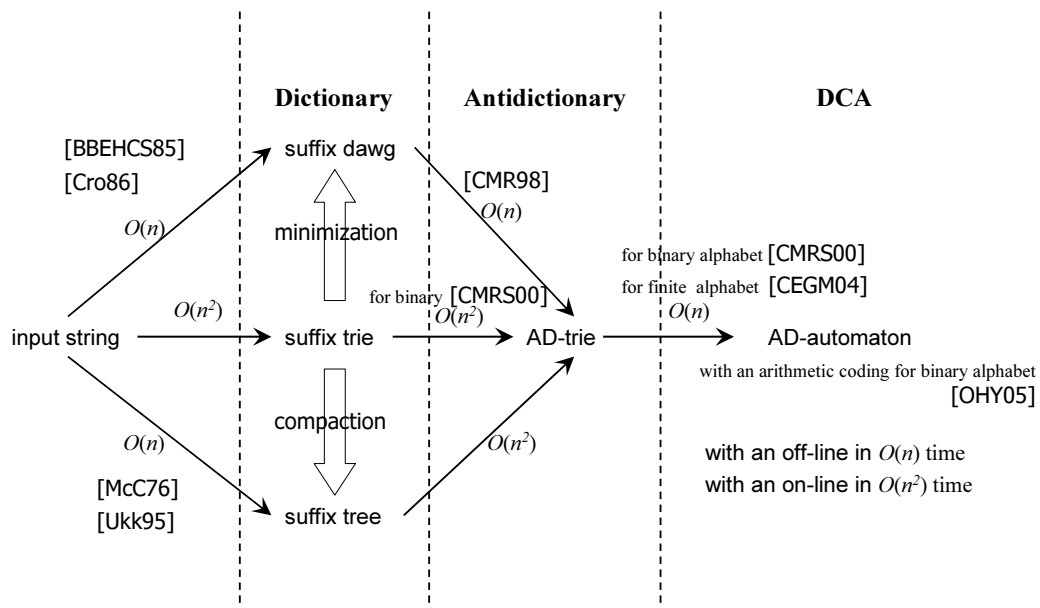 Dictionary Antidictionary DCA
[BBEHCS85] suffix dawg
[Cro86] [CMR98]
O(n) minimization O(n)
for binary alphabet [CMRS00]
for binary [CMRS00] for finite alphabet [CEGM04]
O(n²) O(n²) O(n)
input string suffix trie AD-trie AD-automaton
with an arithmetic coding for binary alphabet
[OHY05]
compaction
O(n) O(n²) with an off-line in O(n) time
[McC76] with an on-line in O(n²) time
[Ukk95] suffix tree